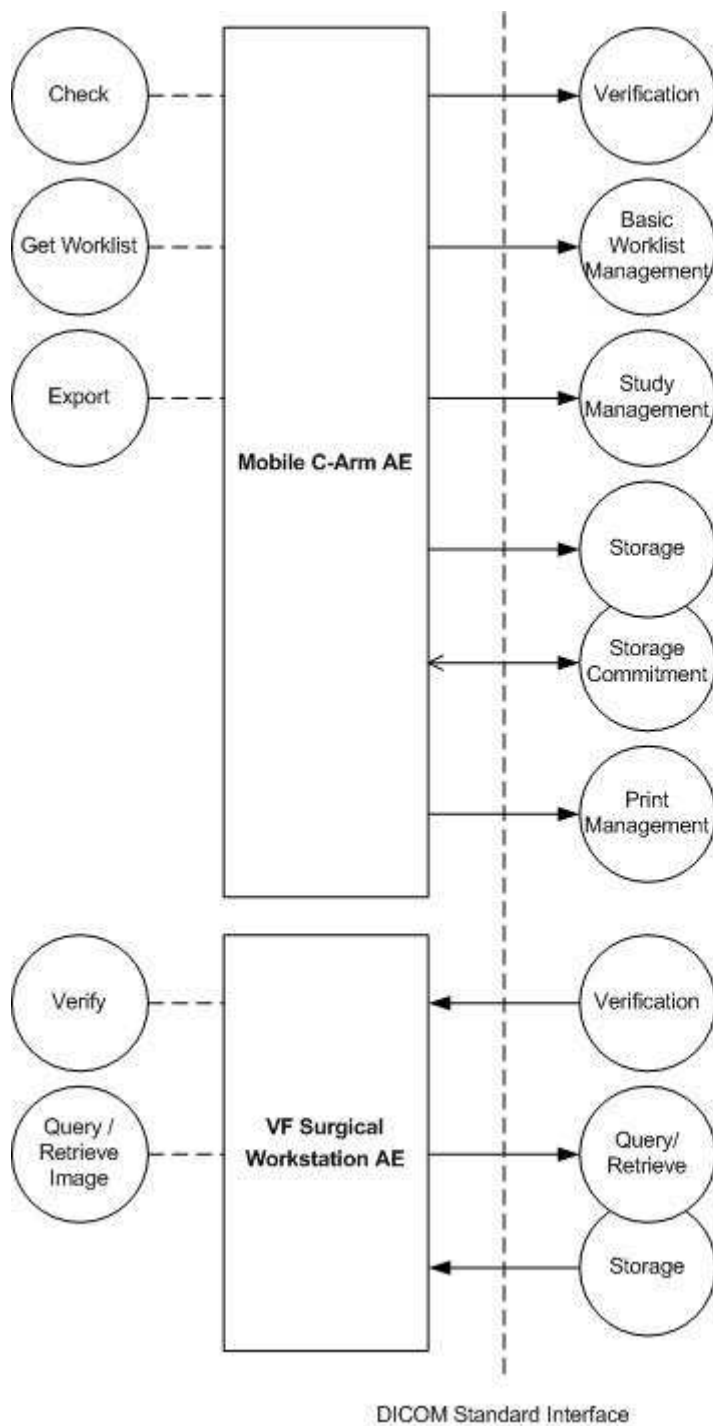 Check
Verification
Get Worklist
Basic
Worklist
Management
Export
Study
Management
Mobile C-Arm AE
Storage
Storage
Commitment
Print
Management
Verify
Verification
Query /
Retrieve
Image
VF Surgical
Workstation AE
Query/
Retrieve
Storage
DICOM Standard Interface